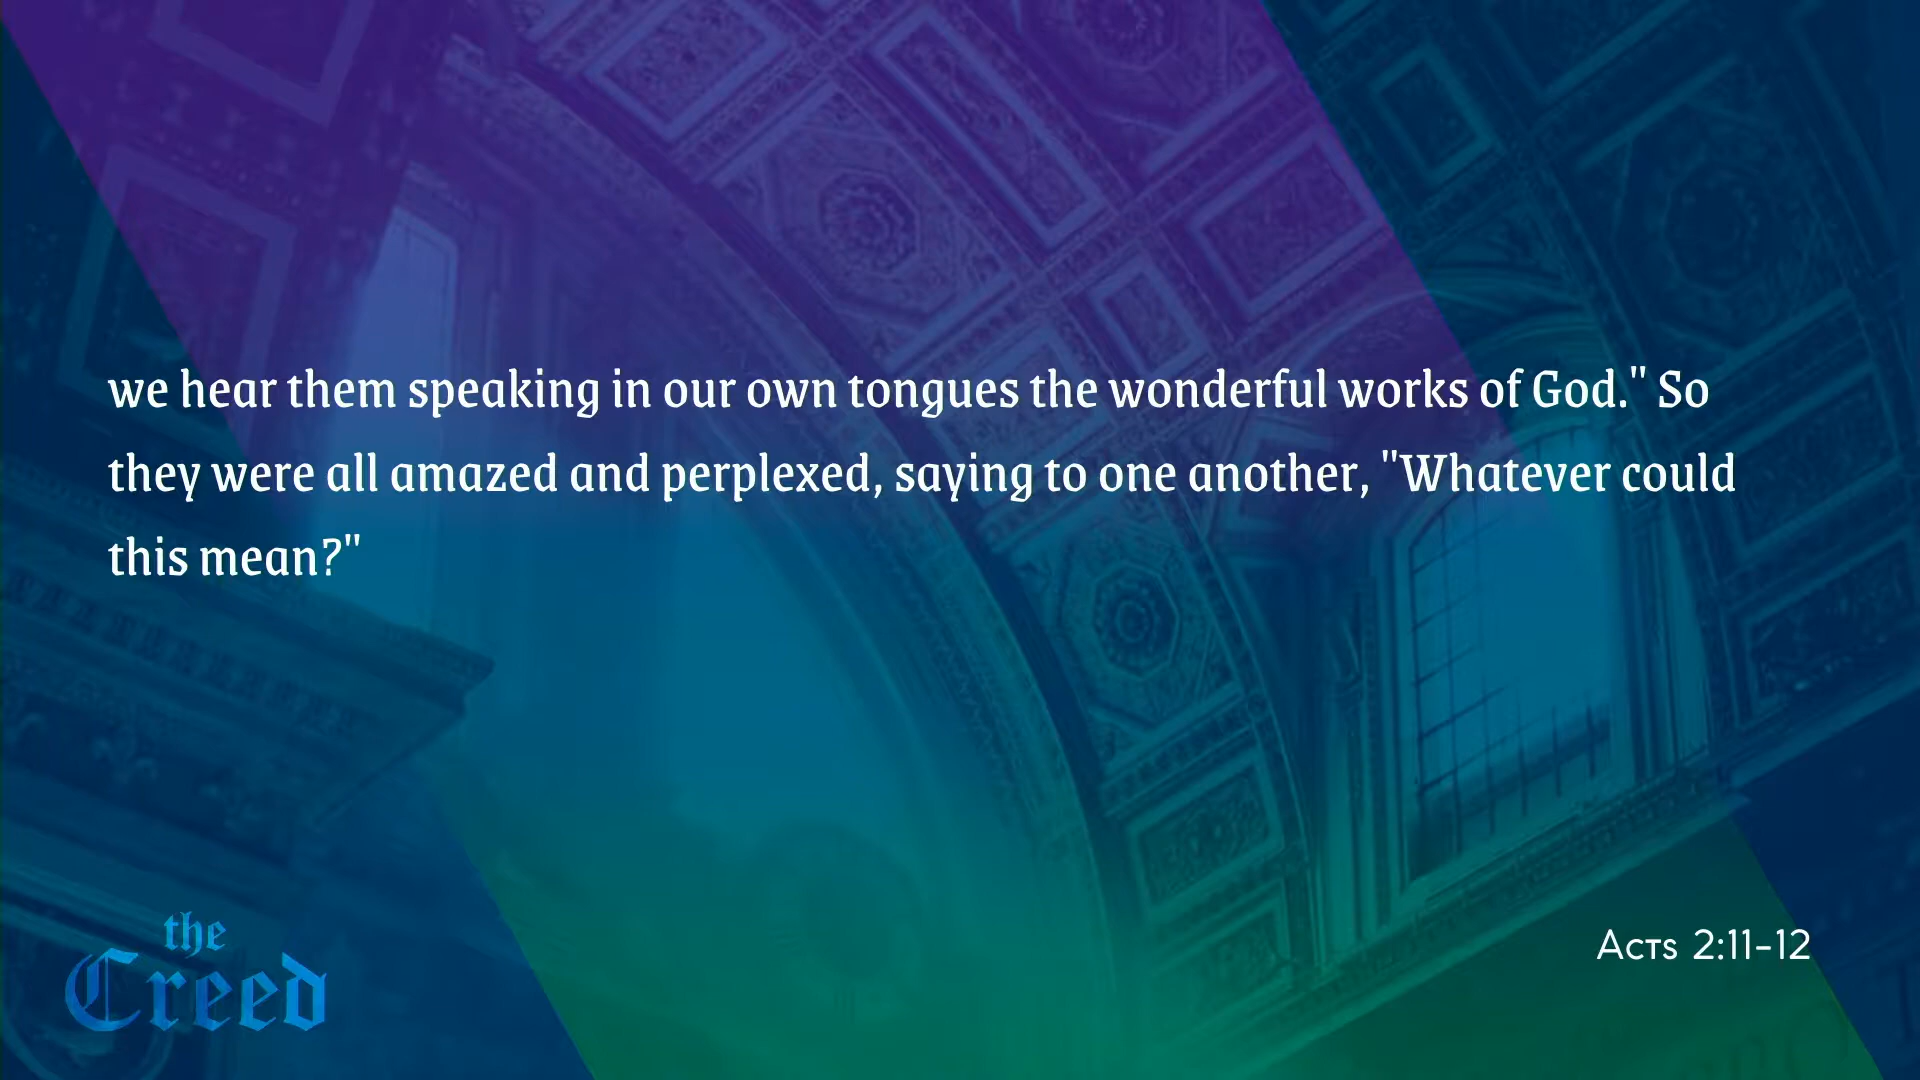 we hear them speaking in our own tongues the wonderful works of God." So
they were all amazed and perplexed, saying to one another, "Whatever could
this mean?"
the
Creed
Acts 2:11-12